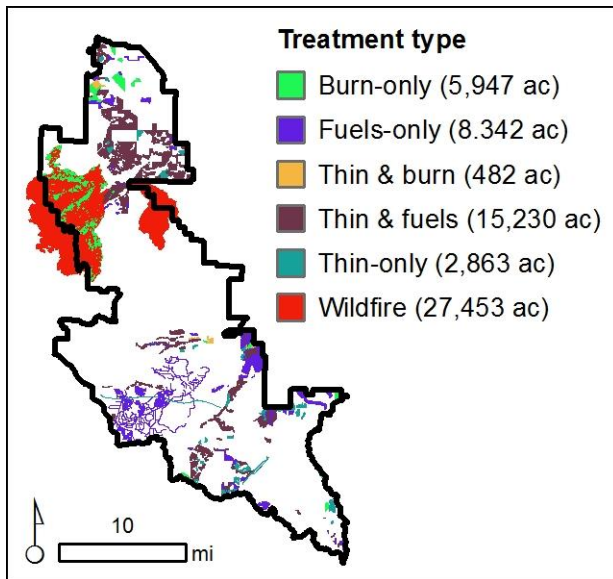 Treatment type
Burn-only (5,947 ac)
Fuels-only (8.342 ac)
Thin & burn (482 ac)
Thin & fuels (15,230 ac)
Thin-only (2,863 ac)
Wildfire (27,453 ac)
10
mi